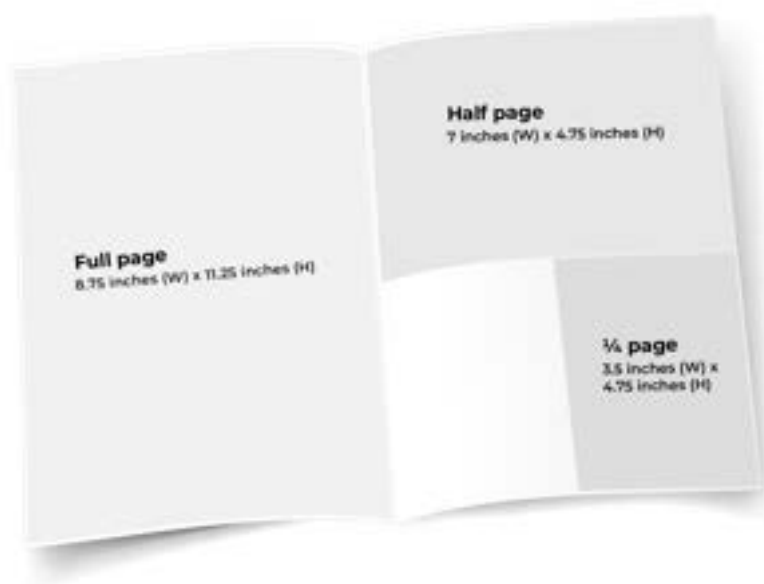 Full page
8.75 inches (W) x 11.25 inches (H)
Half page
7 inches (W) x 4.75 inches (H)
¼ page
3.5 inches (W) x
4.75 inches (H)